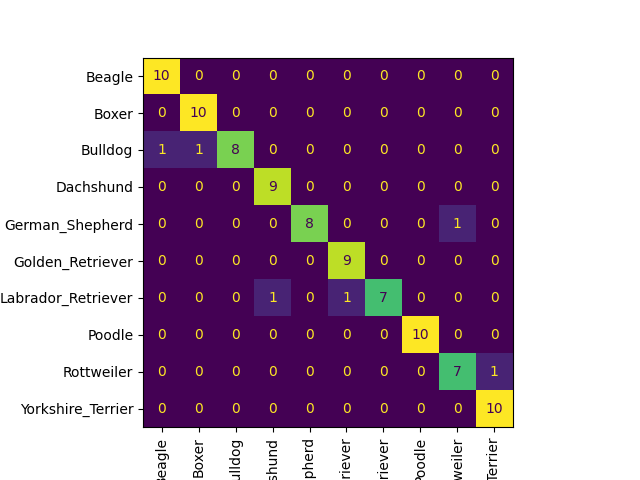 Beagle 10 0 0 0 0 0 0 0 0 0
Boxer 0 10 0 0 0 0 0 0 0 0
Bulldog 1 1 8 0 0 0 0 0 0 0
Dachshund 0 0 0 9 0 0 0 0 0 0
German_Shepherd 0 0 0 0 8 0 0 0 1 0
Golden_Retriever 0 0 0 0 0 9 0 0 0 0
Labrador_Retriever 0 0 0 1 0 1 7 0 0 0
Poodle 0 0 0 0 0 0 0 10 0 0
Rottweiler 0 0 0 0 0 0 0 0 7 1
Yorkshire_Terrier 0 0 0 0 0 0 0 0 0 10
Beagle
Boxer
ulldog
shund
pherd
riever
riever
Poodle
weiler
Terrier